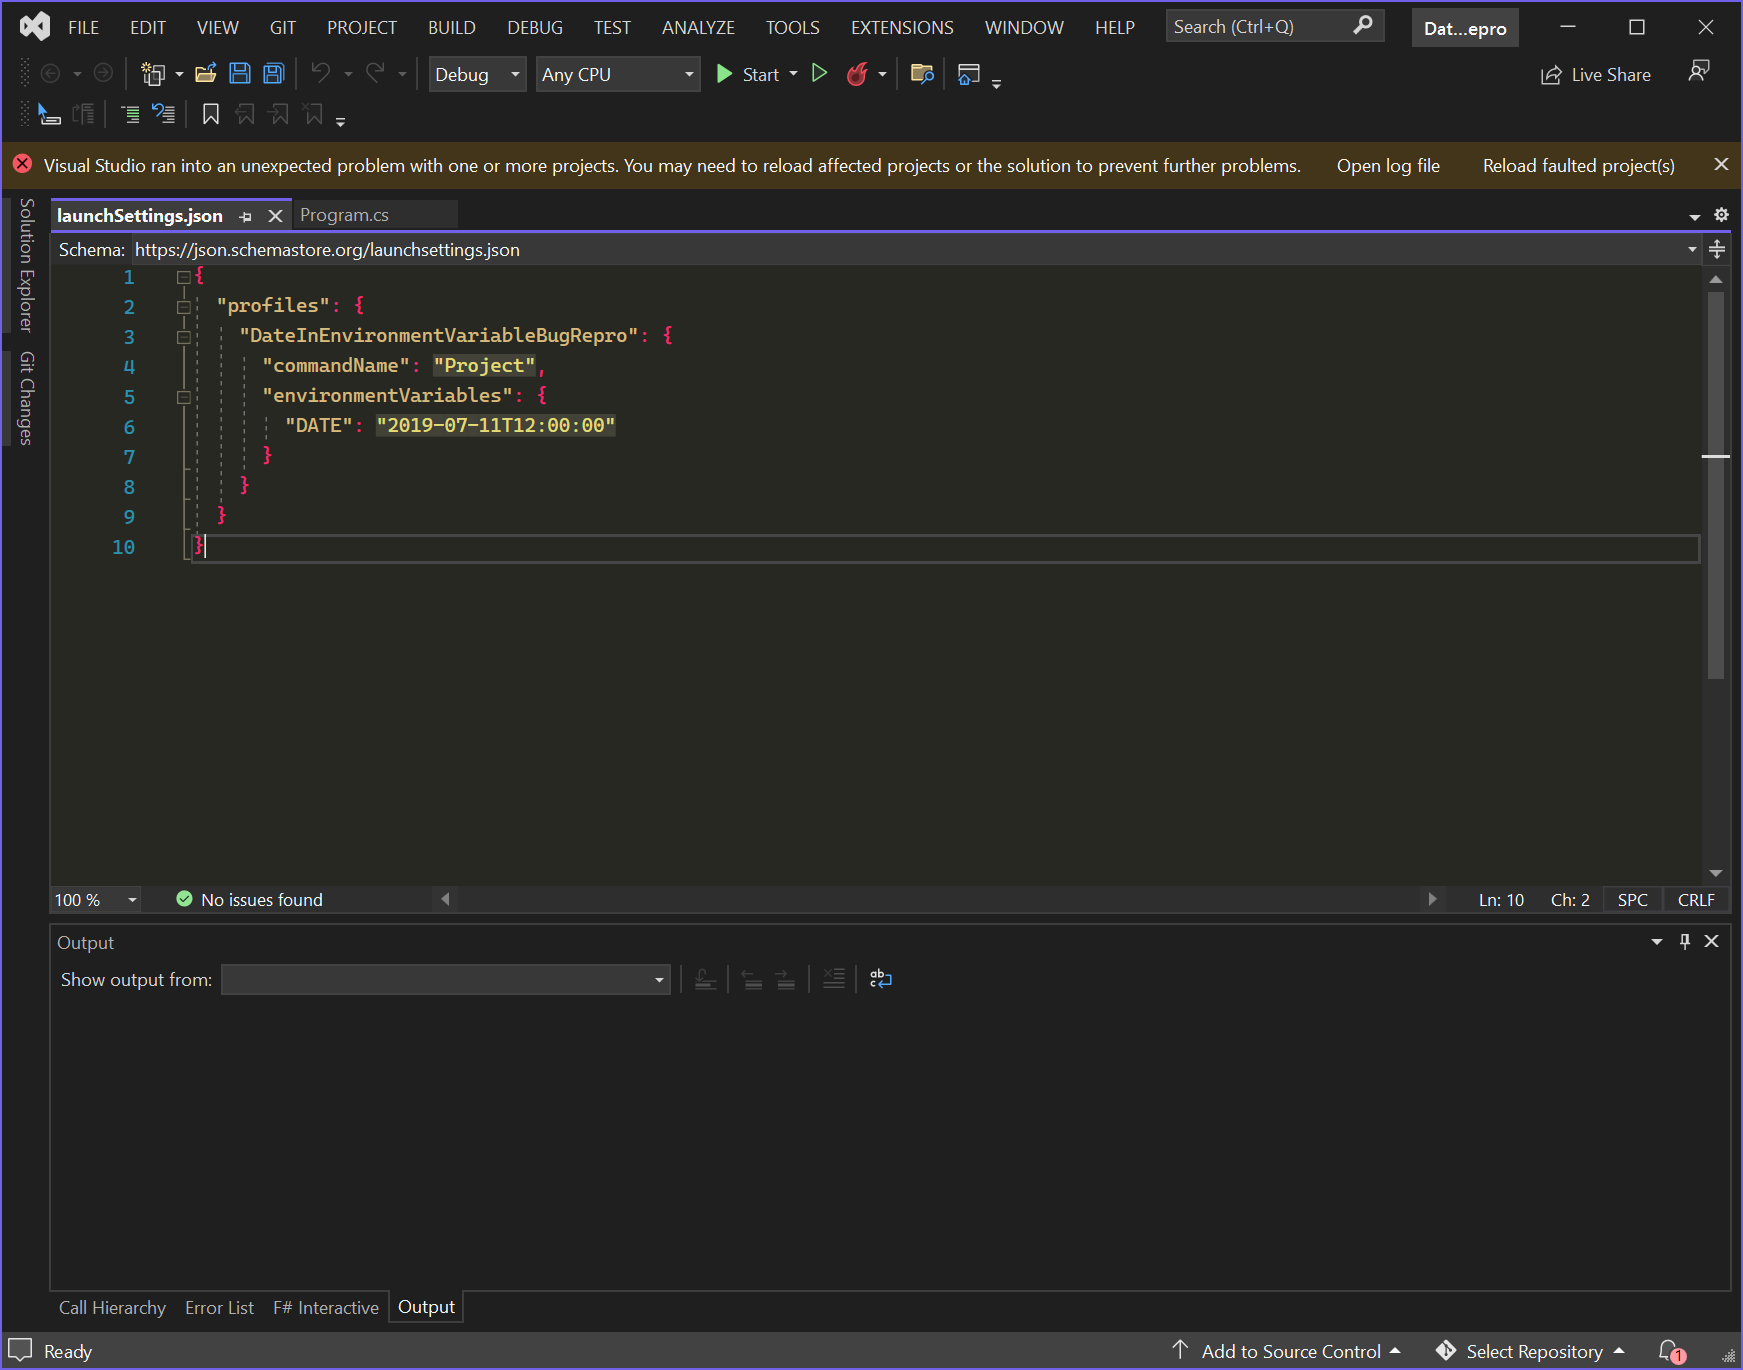 FILE EDIT VIEW GIT PROJECT BUILD DEBUG TEST ANALYZE TOOLS EXTENSIONS WINDOW HELP Search (Ctrl+Q) Dat...epro
Debug Any CPU Start Live Share
Visual Studio ran into an unexpected problem with one or more projects. You may need to reload affected projects or the solution to prevent further problems. Open log file Reload faulted project(s)
Solution Explorer
Git Changes
launchSettings.json Program.cs
Schema: https://json.schemastore.org/launchsettings.json
1 {
2 "profiles": {
3 "DateInEnvironmentVariableBugRepro": {
4 "commandName": "Project",
5 "environmentVariables": {
6 "DATE": "2019-07-11T12:00:00"
7 }
8 }
9 }
10 }
100 % No issues found Ln: 10 Ch: 2 SPC CRLF
Output
Show output from:
Call Hierarchy Error List F# Interactive Output
Ready Add to Source Control Select Repository 1